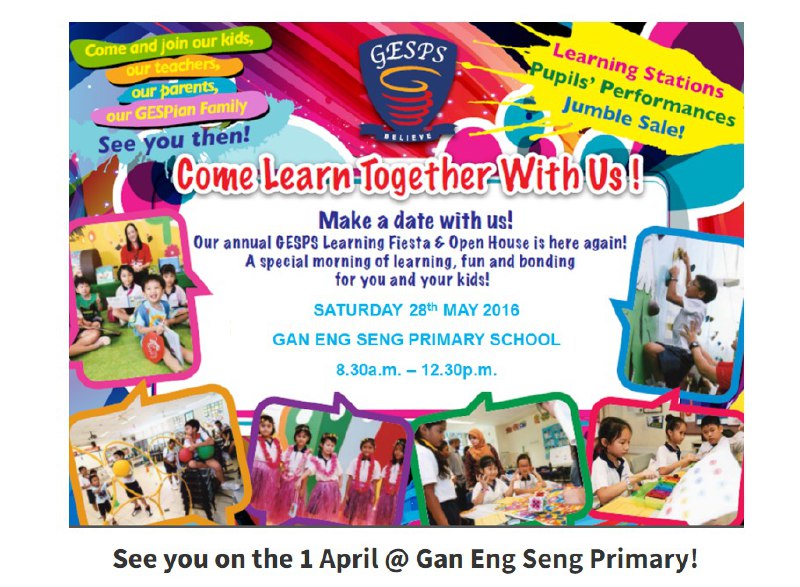 Come and join our kids,
our teachers,
our parents,
our GESPian Family
See you then!
GESPS
BELIEVE
Learning Stations
Pupils' Performances
Jumble Sale!
Come Learn Together With Us !
Make a date with us!
Our annual GESPS Learning Fiesta & Open House is here again!
A special morning of learning, fun and bonding
for you and your kids!
SATURDAY 28th MAY 2016
GAN ENG SENG PRIMARY SCHOOL
8.30a.m. – 12.30p.m.
See you on the 1 April @ Gan Eng Seng Primary!